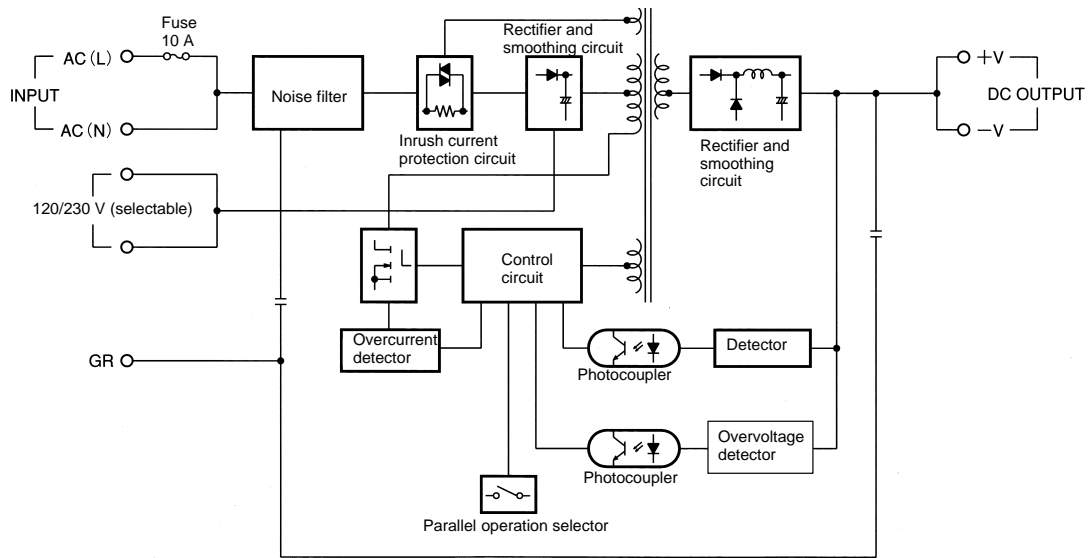 Fuse
10 A
AC (L)
INPUT
AC (N)
Noise filter
Inrush current
protection circuit
Rectifier and
smoothing circuit
Rectifier and
smoothing
circuit
+V
DC OUTPUT
−V
120/230 V (selectable)
Control
circuit
Overcurrent
detector
GR
Photocoupler
Detector
Photocoupler
Overvoltage
detector
Parallel operation selector